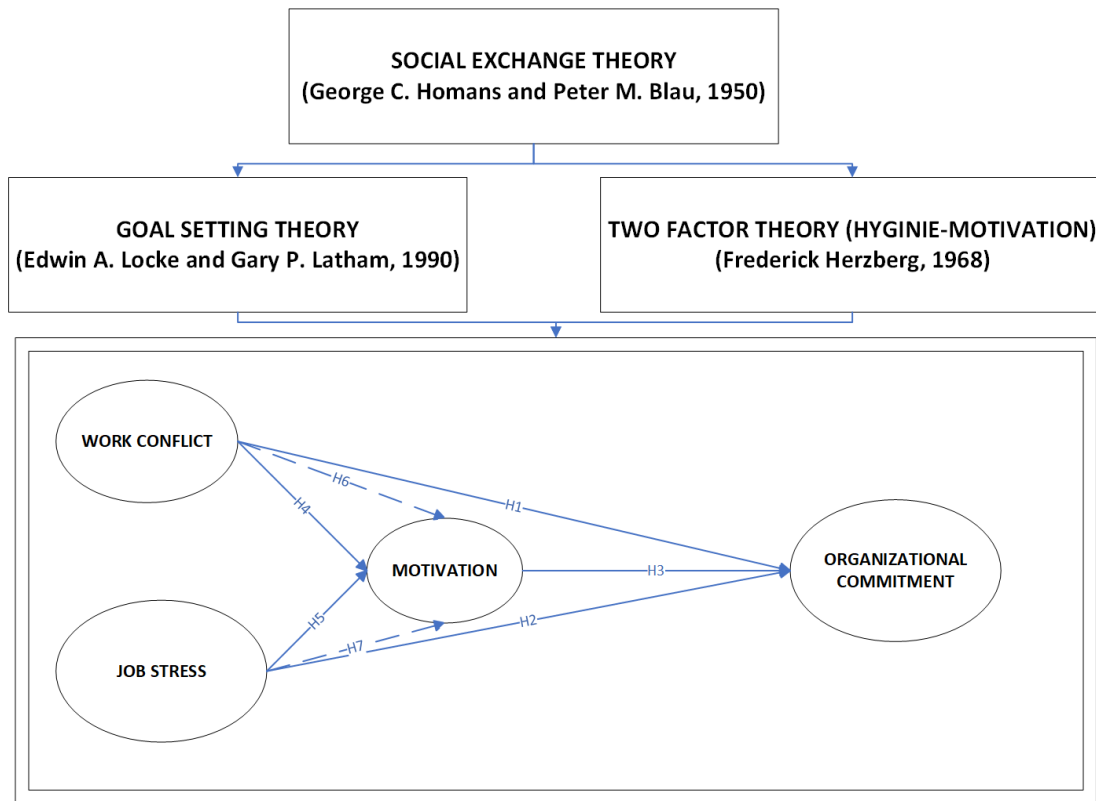 SOCIAL EXCHANGE THEORY
(George C. Homans and Peter M. Blau, 1950)
GOAL SETTING THEORY
(Edwin A. Locke and Gary P. Latham, 1990)
TWO FACTOR THEORY (HYGINIE-MOTIVATION)
(Frederick Herzberg, 1968)
WORK CONFLICT
H6
H4
H1
MOTIVATION
H3
ORGANIZATIONAL
COMMITMENT
H5
H2
H7
JOB STRESS